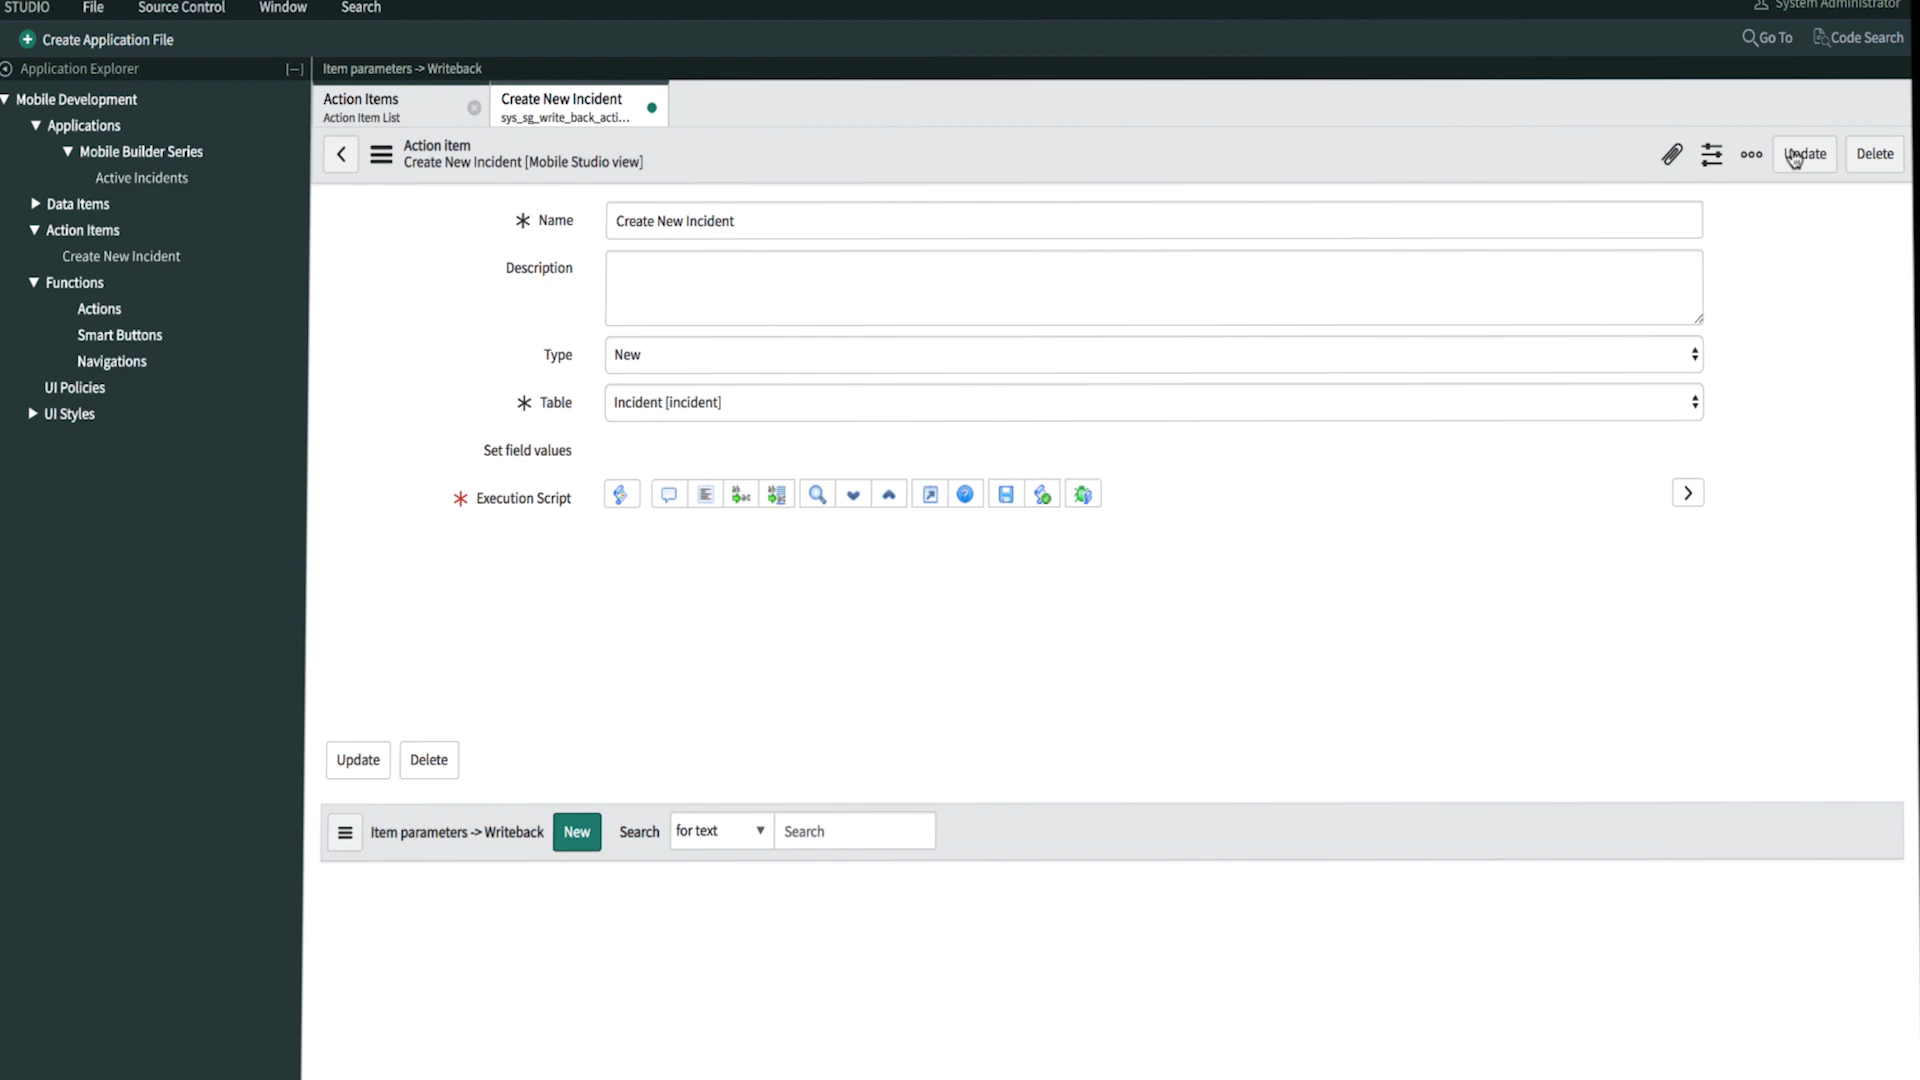 STUDIO File Source Control Window Search System Administrator
Create Application File Go To Code Search
Application Explorer [–] Item parameters -> Writeback
Mobile Development
Applications
Mobile Builder Series
Active Incidents
Data Items
Action Items
Create New Incident
Functions
Actions
Smart Buttons
Navigations
UI Policies
UI Styles
Action Items
Action Item List
Create New Incident
sys_sg_write_back_acti...
Action item
Create New Incident [Mobile Studio view]
Update Delete
Name Create New Incident
Description
Type New
Table Incident [incident]
Set field values
Execution Script
Update Delete
Item parameters -> Writeback New Search for text Search